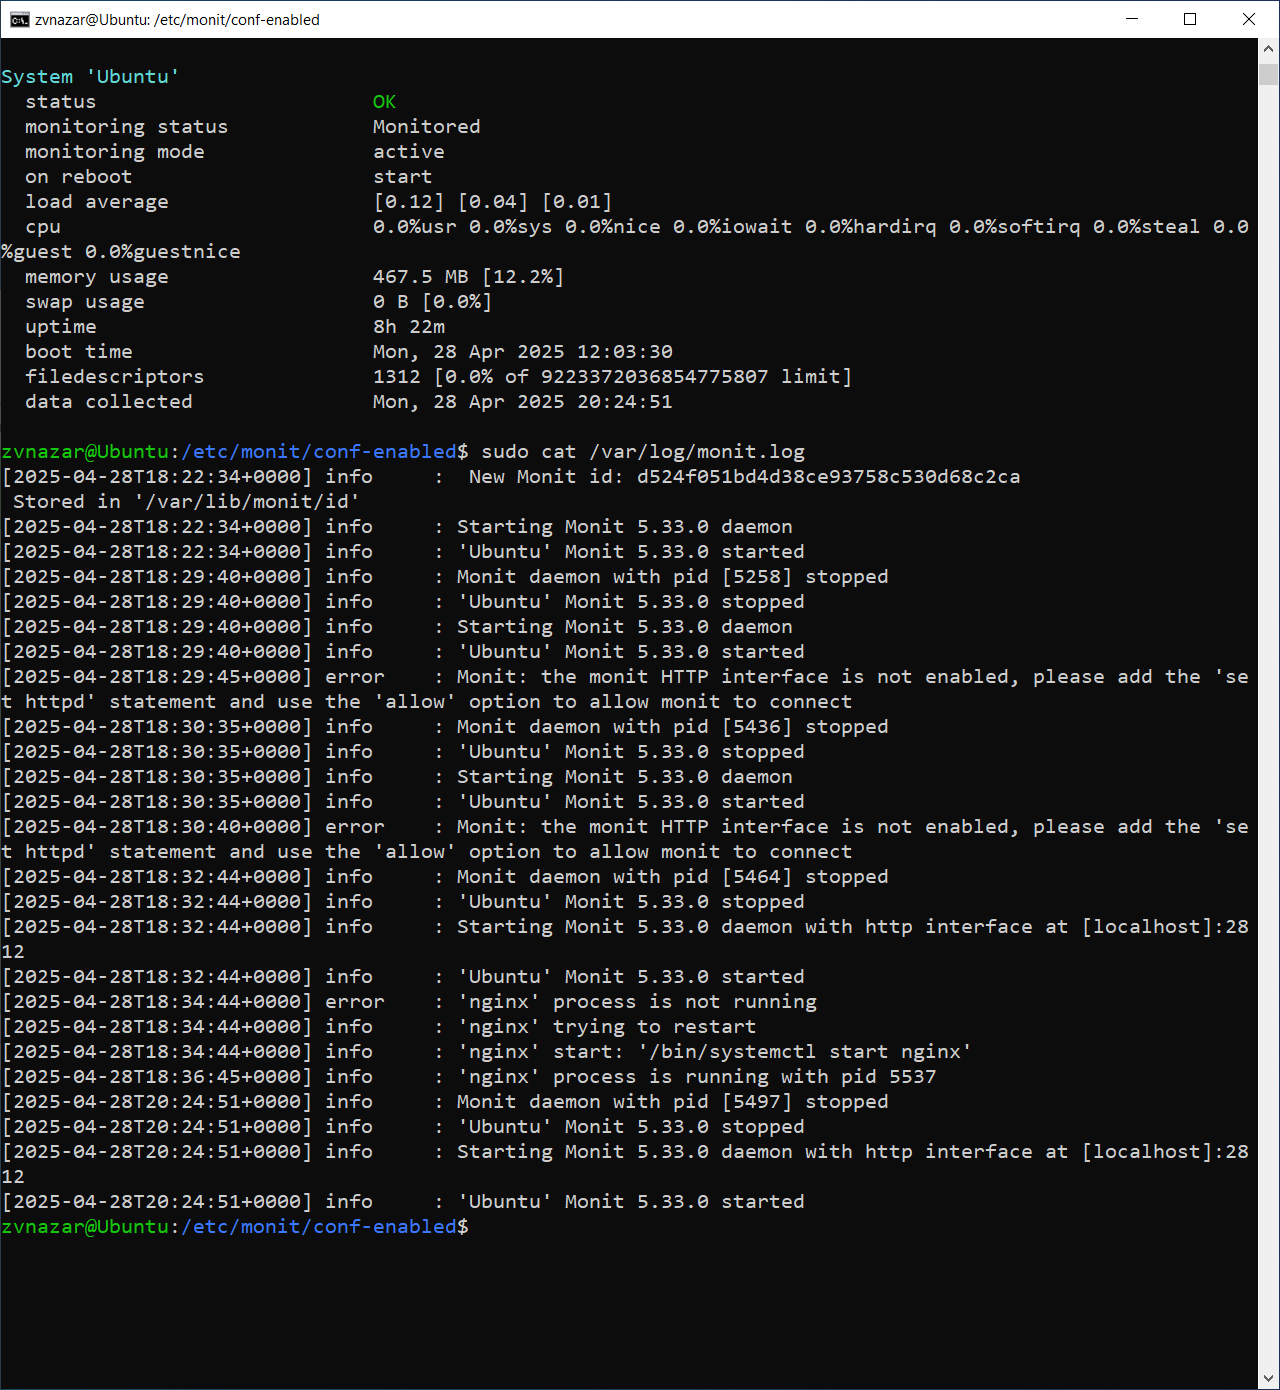 zvnazar@Ubuntu: /etc/monit/conf-enabled
System 'Ubuntu'
  status                       OK
  monitoring status            Monitored
  monitoring mode              active
  on reboot                    start
  load average                 [0.12] [0.04] [0.01]
  cpu                          0.0%usr 0.0%sys 0.0%nice 0.0%iowait 0.0%hardirq 0.0%softirq 0.0%steal 0.0
%guest 0.0%guestnice
  memory usage                 467.5 MB [12.2%]
  swap usage                   0 B [0.0%]
  uptime                       8h 22m
  boot time                    Mon, 28 Apr 2025 12:03:30
  filedescriptors              1312 [0.0% of 9223372036854775807 limit]
  data collected               Mon, 28 Apr 2025 20:24:51
zvnazar@Ubuntu:/etc/monit/conf-enabled$ sudo cat /var/log/monit.log
[2025-04-28T18:22:34+0000] info     :  New Monit id: d524f051bd4d38ce93758c530d68c2ca
 Stored in '/var/lib/monit/id'
[2025-04-28T18:22:34+0000] info     : Starting Monit 5.33.0 daemon
[2025-04-28T18:22:34+0000] info     : 'Ubuntu' Monit 5.33.0 started
[2025-04-28T18:29:40+0000] info     : Monit daemon with pid [5258] stopped
[2025-04-28T18:29:40+0000] info     : 'Ubuntu' Monit 5.33.0 stopped
[2025-04-28T18:29:40+0000] info     : Starting Monit 5.33.0 daemon
[2025-04-28T18:29:40+0000] info     : 'Ubuntu' Monit 5.33.0 started
[2025-04-28T18:29:45+0000] error    : Monit: the monit HTTP interface is not enabled, please add the 'se
t httpd' statement and use the 'allow' option to allow monit to connect
[2025-04-28T18:30:35+0000] info     : Monit daemon with pid [5436] stopped
[2025-04-28T18:30:35+0000] info     : 'Ubuntu' Monit 5.33.0 stopped
[2025-04-28T18:30:35+0000] info     : Starting Monit 5.33.0 daemon
[2025-04-28T18:30:35+0000] info     : 'Ubuntu' Monit 5.33.0 started
[2025-04-28T18:30:40+0000] error    : Monit: the monit HTTP interface is not enabled, please add the 'se
t httpd' statement and use the 'allow' option to allow monit to connect
[2025-04-28T18:32:44+0000] info     : Monit daemon with pid [5464] stopped
[2025-04-28T18:32:44+0000] info     : 'Ubuntu' Monit 5.33.0 stopped
[2025-04-28T18:32:44+0000] info     : Starting Monit 5.33.0 daemon with http interface at [localhost]:28
12
[2025-04-28T18:32:44+0000] info     : 'Ubuntu' Monit 5.33.0 started
[2025-04-28T18:34:44+0000] error    : 'nginx' process is not running
[2025-04-28T18:34:44+0000] info     : 'nginx' trying to restart
[2025-04-28T18:34:44+0000] info     : 'nginx' start: '/bin/systemctl start nginx'
[2025-04-28T18:36:45+0000] info     : 'nginx' process is running with pid 5537
[2025-04-28T20:24:51+0000] info     : Monit daemon with pid [5497] stopped
[2025-04-28T20:24:51+0000] info     : 'Ubuntu' Monit 5.33.0 stopped
[2025-04-28T20:24:51+0000] info     : Starting Monit 5.33.0 daemon with http interface at [localhost]:28
12
[2025-04-28T20:24:51+0000] info     : 'Ubuntu' Monit 5.33.0 started
zvnazar@Ubuntu:/etc/monit/conf-enabled$